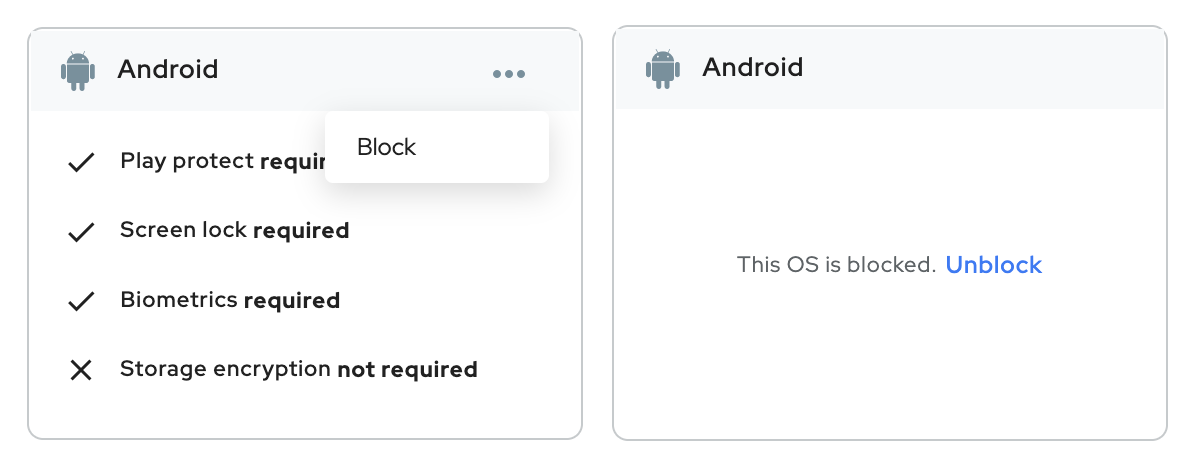 Android
Block
Play protect
Screen lock required
Biometrics required
Storage encryption not required
Android
This OS is blocked. Unblock